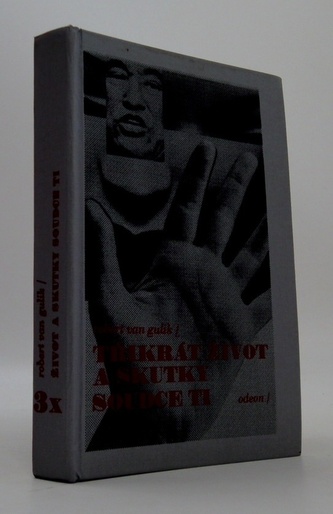 robert van gulik /
TŘIKRÁT ŽIVOT
A SKUTKY
SOUDCE TI
odeon /
robert van gulik /
ŽIVOT A SKUTKY SOUDCE TI
3x